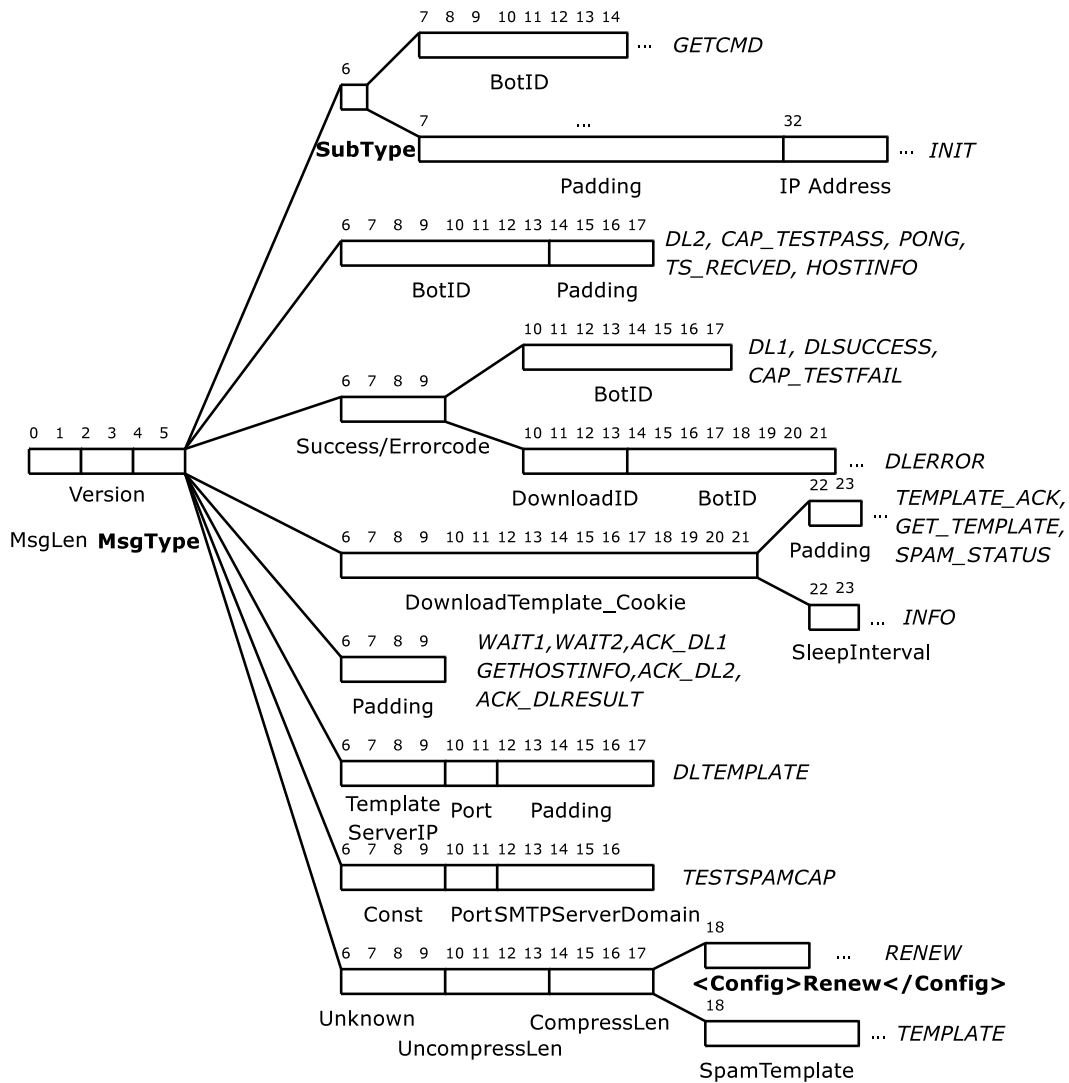 7 8 9 10 11 12 13 14
... GETCMD
BotID
6
SubType
7 ... 32
... INIT
Padding IP Address
6 7 8 9 10 11 12 13 14 15 16 17
DL2, CAP_TESTPASS, PONG,
TS_RECVED, HOSTINFO
BotID Padding
10 11 12 13 14 15 16 17
DL1, DLSUCCESS,
CAP_TESTFAIL
BotID
6 7 8 9
Success/Errorcode
10 11 12 13 14 15 16 17 18 19 20 21
... DLERROR
DownloadID BotID
0 1 2 3 4 5
Version
MsgLen MsgType
22 23
... TEMPLATE_ACK,
GET_TEMPLATE,
SPAM_STATUS
Padding
6 7 8 9 10 11 12 13 14 15 16 17 18 19 20 21
DownloadTemplate_Cookie
22 23
... INFO
SleepInterval
6 7 8 9
WAIT1,WAIT2,ACK_DL1
GETHOSTINFO,ACK_DL2,
ACK_DLRESULT
Padding
6 7 8 9 10 11 12 13 14 15 16 17
DLTEMPLATE
Template
ServerIP
Port Padding
6 7 8 9 10 11 12 13 14 15 16
TESTSPAMCAP
Const Port SMTPServerDomain
6 7 8 9 10 11 12 13 14 15 16 17
Unknown
UncompressLen
CompressLen
18
... RENEW
<Config>Renew</Config>
18
... TEMPLATE
SpamTemplate